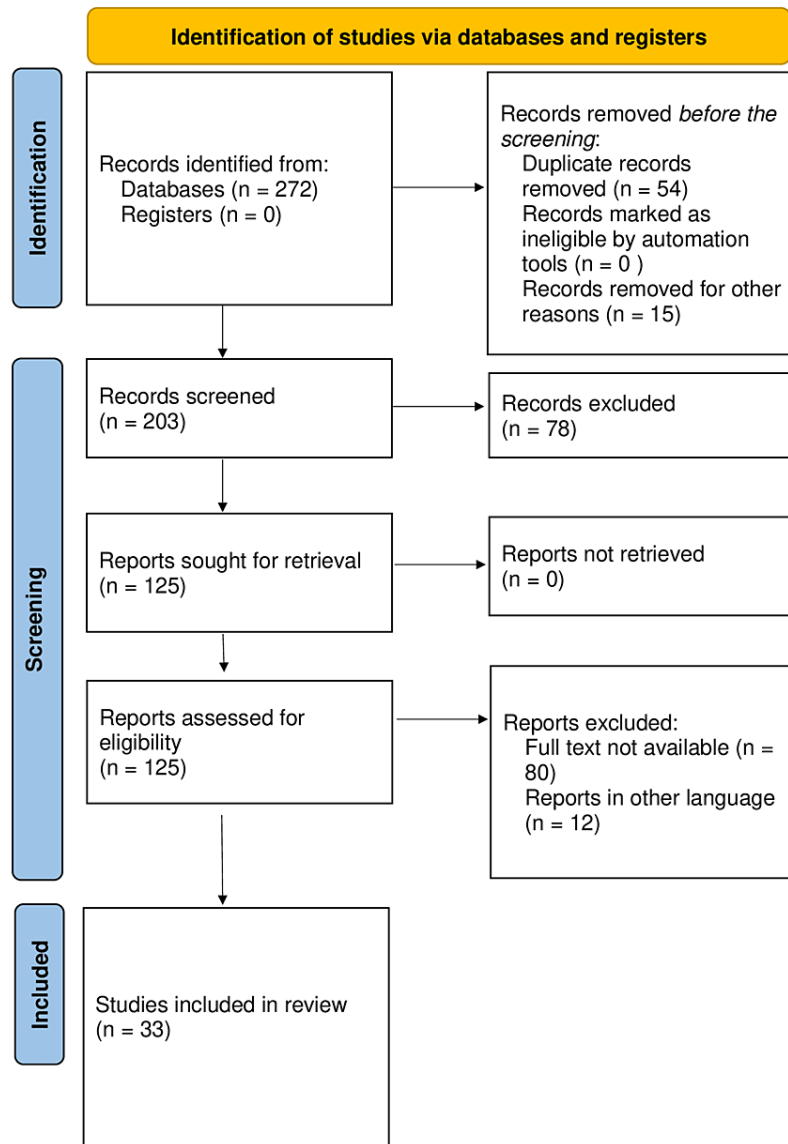 Identification of studies via databases and registers
Identification
Records identified from:
Databases (n = 272)
Registers (n = 0)
Records removed before the
screening:
Duplicate records
removed (n = 54)
Records marked as
ineligible by automation
tools (n = 0 )
Records removed for other
reasons (n = 15)
Screening
Records screened
(n = 203)
Records excluded
(n = 78)
Reports sought for retrieval
(n = 125)
Reports not retrieved
(n = 0)
Reports assessed for
eligibility
(n = 125)
Reports excluded:
Full text not available (n =
80)
Reports in other language
(n = 12)
Included
Studies included in review
(n = 33)